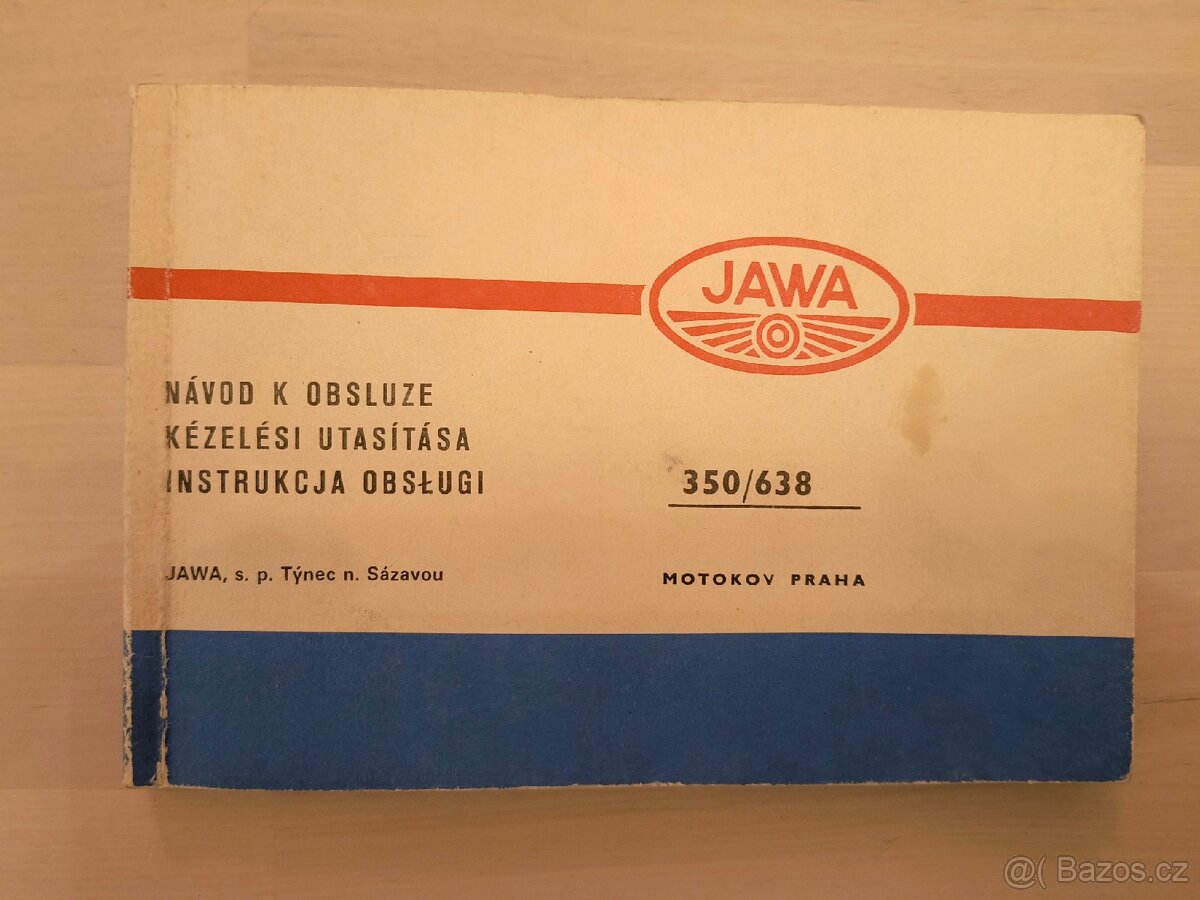 JAWA
NÁVOD K OBSLUZE
KÉZELÉSI UTASÍTÁSA
INSTRUKCJA OBSŁUGI
350/638
JAWA, s. p. Týnec n. Sázavou
MOTOKOV PRAHA
@( Bazos.cz